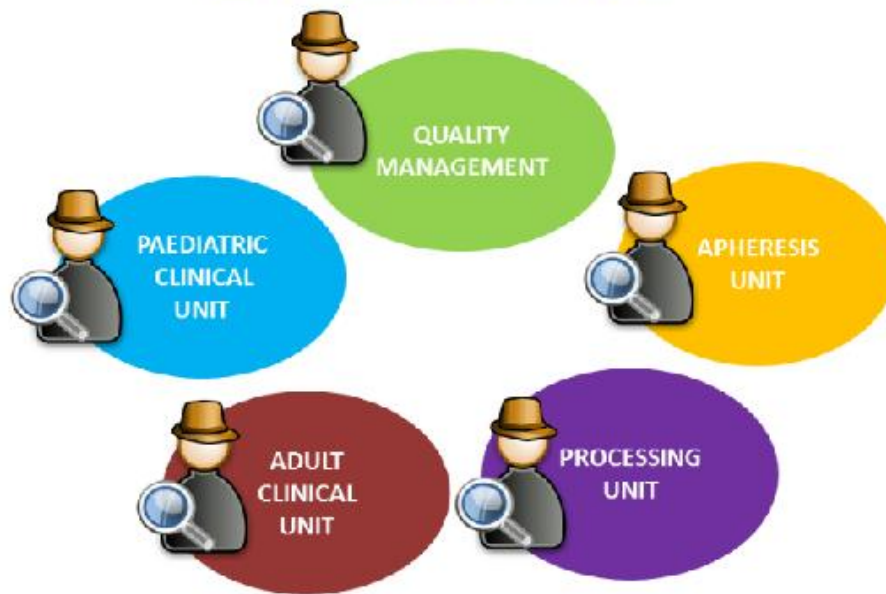 QUALITY
MANAGEMENT
PAEDIATRIC
CLINICAL
UNIT
APHERESIS
UNIT
ADULT
CLINICAL
UNIT
PROCESSING
UNIT